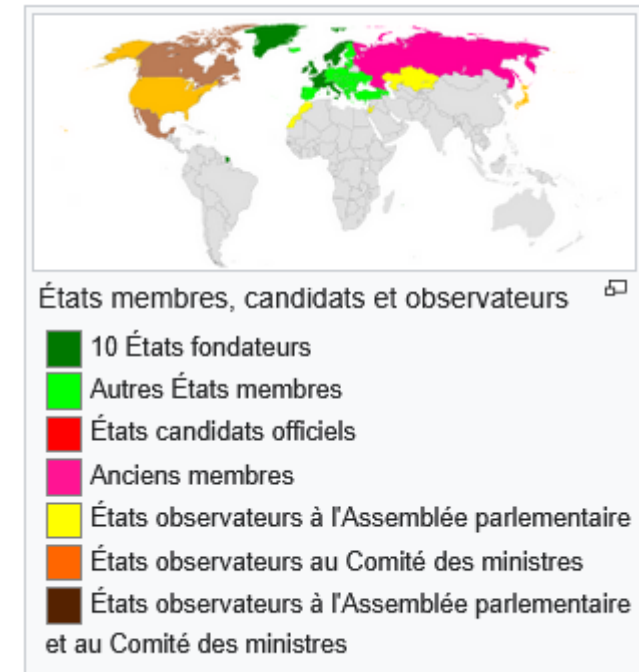 États membres, candidats et observateurs
10 États fondateurs
Autres États membres
États candidats officiels
Anciens membres
États observateurs à l'Assemblée parlementaire
États observateurs au Comité des ministres
États observateurs à l'Assemblée parlementaire
et au Comité des ministres